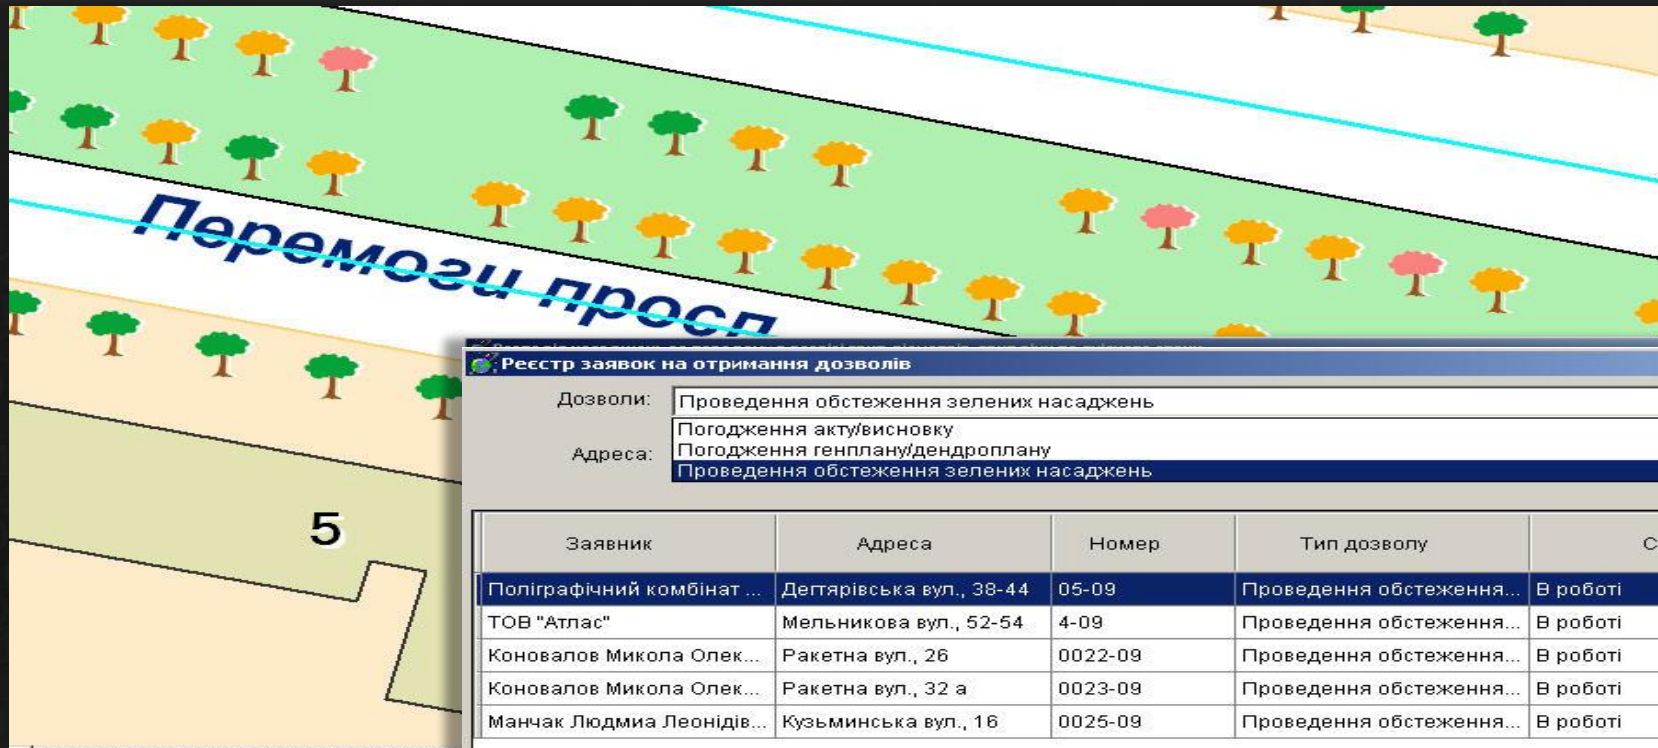 Перемоги просп
5
Реєстр заявок на отримання дозволів
Дозволи: Проведення обстеження зелених насаджень
Погодження акту/висновку
Адреса: Погодження генплану/дендроплану
Проведення обстеження зелених насаджень
Заявник Адреса Номер Тип дозволу С
Поліграфічний комбінат ... Дегтярівська вул., 38-44 05-09 Проведення обстеження... В роботі
ТОВ "Атлас" Мельникова вул., 52-54 4-09 Проведення обстеження... В роботі
Коновалов Микола Олек... Ракетна вул., 26 0022-09 Проведення обстеження... В роботі
Коновалов Микола Олек... Ракетна вул., 32 а 0023-09 Проведення обстеження... В роботі
Манчак Людмиа Леонідів... Кузьминська вул., 16 0025-09 Проведення обстеження... В роботі